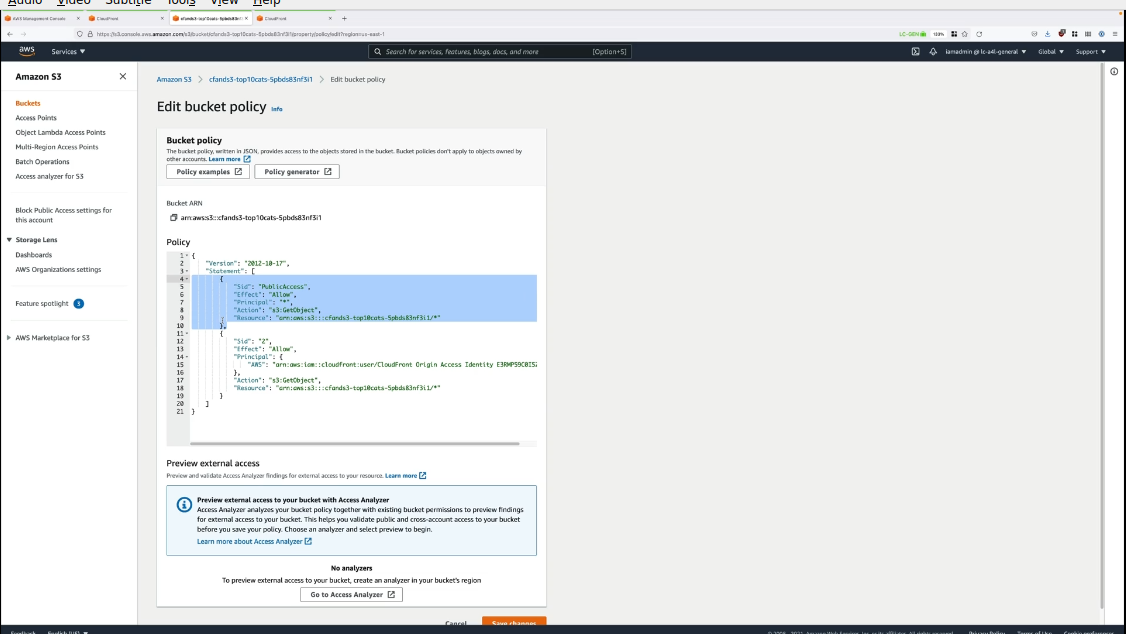 Audio Video Subtitle Tools View Help
AWS Management Console CloudFront cfands3-top10cats-5pbds83nf3i1 CloudFront
https://s3.console.aws.amazon.com/s3/bucket/cfands3-top10cats-5pbds83nf3i1/property/policy/edit?region=us-east-1 LC-GEN 133%
aws Services Search for services, features, blogs, docs, and more [Option+S] iamadmin @ lc-a4l-general Global Support
Amazon S3
Buckets
Access Points
Object Lambda Access Points
Multi-Region Access Points
Batch Operations
Access analyzer for S3
Block Public Access settings for
this account
Storage Lens
Dashboards
AWS Organizations settings
Feature spotlight 3
AWS Marketplace for S3
Amazon S3 > cfands3-top10cats-5pbds83nf3i1 > Edit bucket policy
Edit bucket policy Info
Bucket policy
The bucket policy, written in JSON, provides access to the objects stored in the bucket. Bucket policies don't apply to objects owned by
other accounts. Learn more
Policy examples Policy generator
Bucket ARN
arn:aws:s3:::cfands3-top10cats-5pbds83nf3i1
Policy
1 {
2 "Version": "2012-10-17",
3 "Statement": [
4 {
5 "Sid": "PublicAccess",
6 "Effect": "Allow",
7 "Principal": "*",
8 "Action": "s3:GetObject",
9 "Resource": "arn:aws:s3:::cfands3-top10cats-5pbds83nf3i1/*"
10 },
11 {
12 "Sid": "2",
13 "Effect": "Allow",
14 "Principal": {
15 "AWS": "arn:aws:iam::cloudfront:user/CloudFront Origin Access Identity
16 },
17 "Action": "s3:GetObject",
18 "Resource": "arn:aws:s3:::cfands3-top10cats-5pbds83nf3i1/*"
19 }
20 ]
21 }
Preview external access
Preview and validate Access Analyzer findings for external access to your resource. Learn more
Preview external access to your bucket with Access Analyzer
Access Analyzer analyzes your bucket policy together with existing bucket permissions to preview findings
for external access to your bucket. This helps you validate public and cross-account access to your bucket
before you save your policy. Choose an analyzer and select preview to begin.
Learn more about Access Analyzer
No analyzers
To preview external access to your bucket, create an analyzer in your bucket's region
Go to Access Analyzer
Cancel Save changes
Feedback English (US) Privacy Policy Terms of Use Cookie preferences